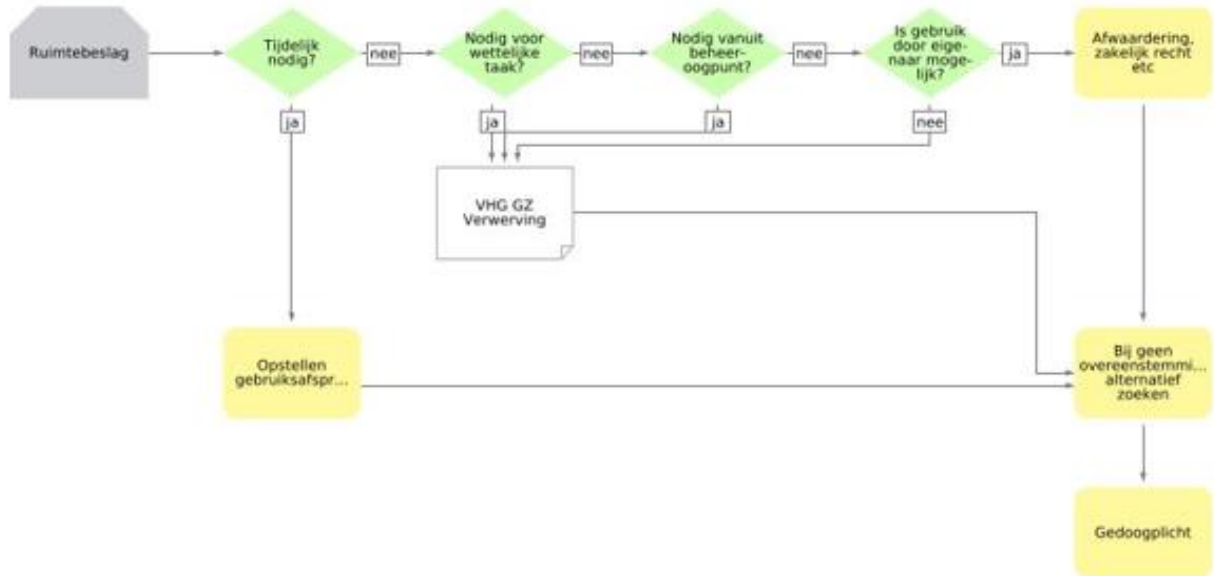 Ruimtebeslag
Tijdelijk
nodig?
nee
Nodig voor
wettelijke
taak?
nee
Nodig vanuit
beheer-
oogpunt?
nee
Is gebruik
door eige-
naar moge-
lijk?
ja
Afwaardering,
zakelijk recht
etc
ja
ja
ja
nee
VHG GZ
Verwerving
Opstellen
gebruiksafspr...
Bij geen
overeenstemmi...
alternatief
zoeken
Gedoogplicht